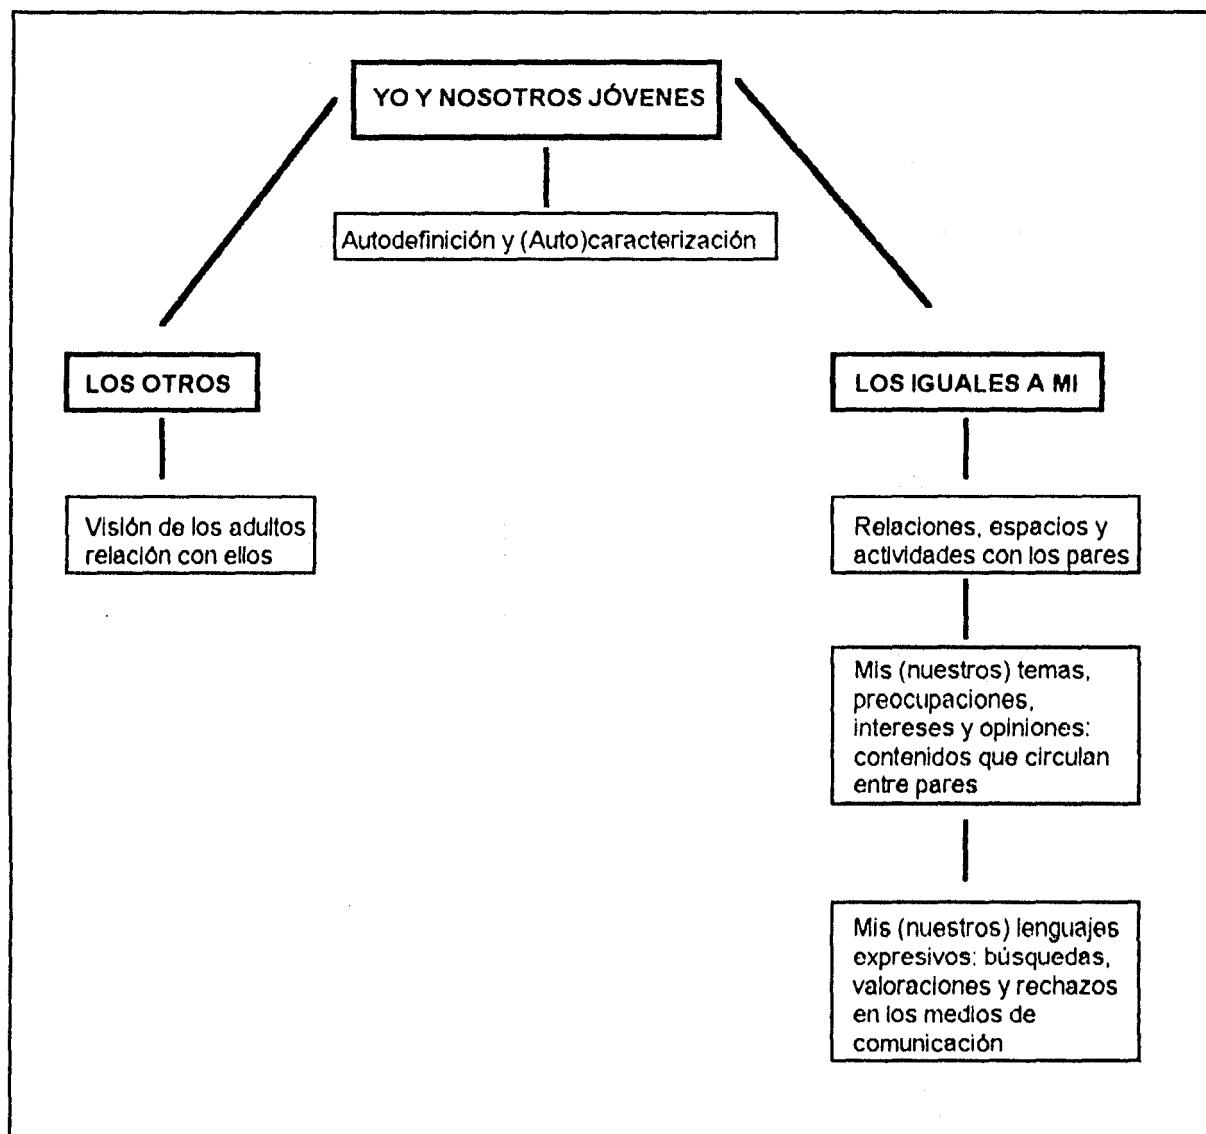 YO Y NOSOTROS JÓVENES
Autodefinición y (Auto)caracterización
LOS OTROS
Visión de los adultos
relación con ellos
LOS IGUALES A MI
Relaciones, espacios y
actividades con los pares
Mis (nuestros) temas,
preocupaciones,
intereses y opiniones:
contenidos que circulan
entre pares
Mis (nuestros) lenguajes
expresivos: búsquedas,
valoraciones y rechazos
en los medios de
comunicación